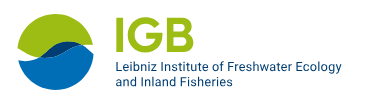 IGB
Leibniz Institute of Freshwater Ecology
and Inland Fisheries